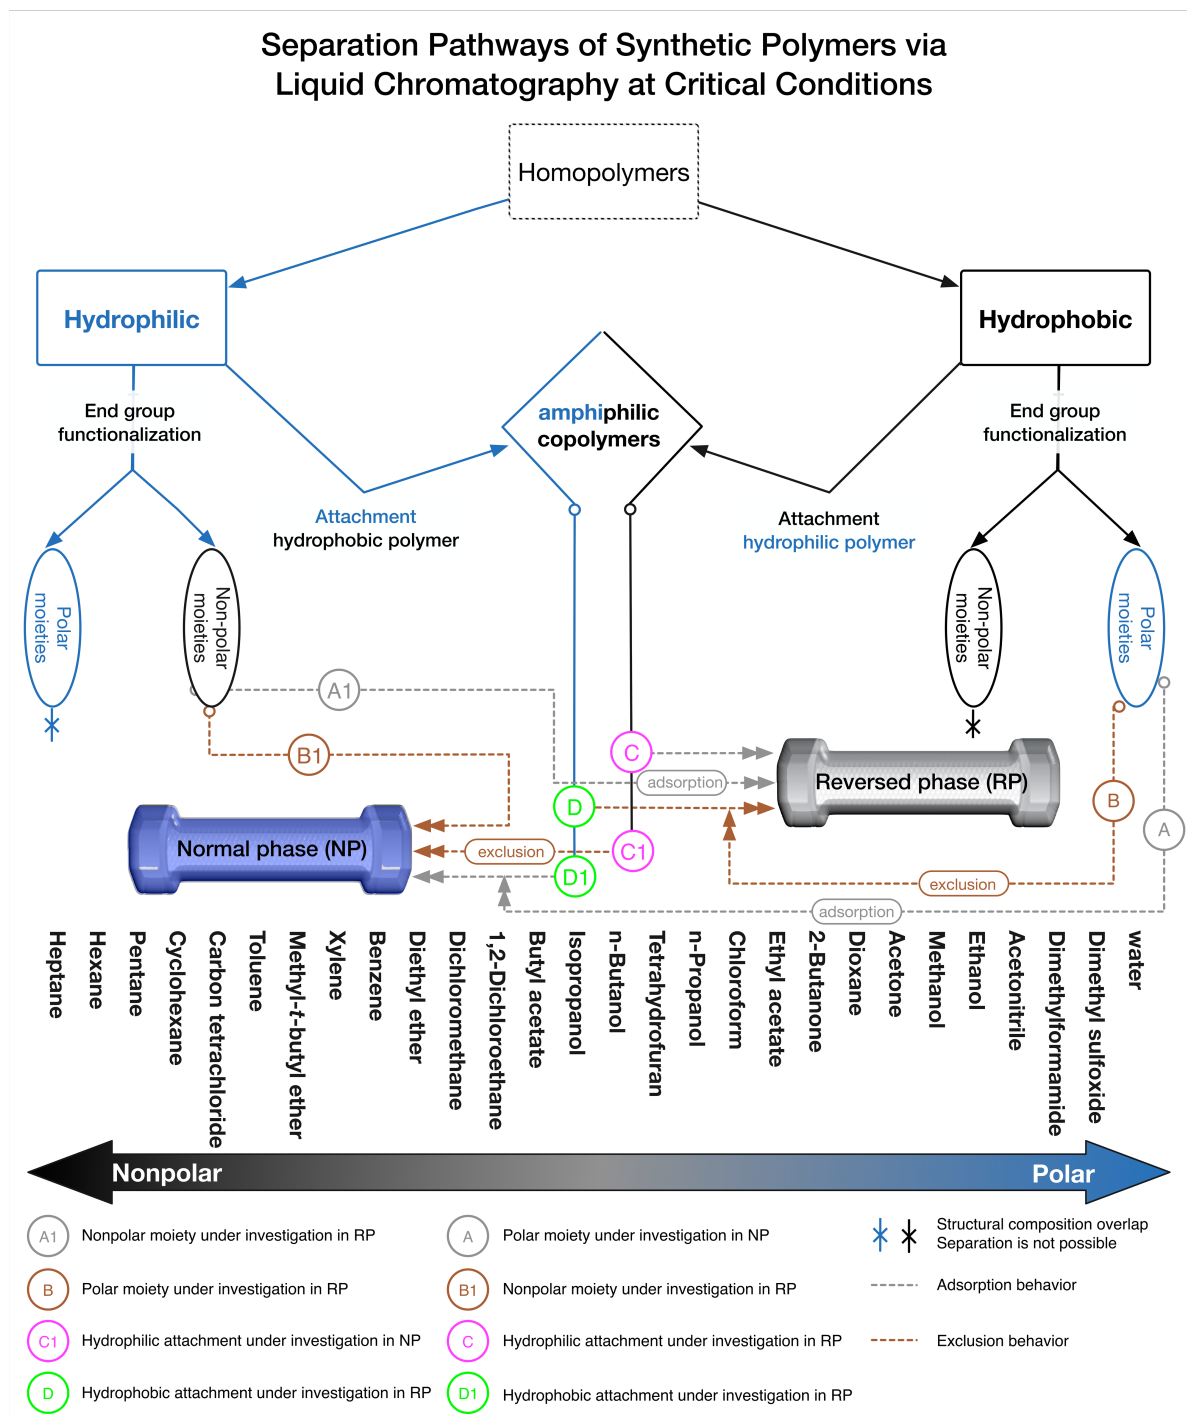 Separation Pathways of Synthetic Polymers via
Liquid Chromatography at Critical Conditions
Homopolymers
Hydrophilic
Hydrophobic
amphiphilic
copolymers
End group
functionalization
End group
functionalization
Attachment
hydrophobic polymer
Attachment
hydrophilic polymer
Polar
moieties
Non-polar
moieties
Non-polar
moieties
Polar
moieties
A1
B1
C
adsorption
Reversed phase (RP)
D
B
A
Normal phase (NP)
exclusion
C1
D1
exclusion
adsorption
Heptane
Hexane
Pentane
Cyclohexane
Carbon tetrachloride
Toluene
Methyl-t-butyl ether
Xylene
Benzene
Diethyl ether
Dichloromethane
1,2-Dichloroethane
Butyl acetate
Isopropanol
n-Butanol
Tetrahydrofuran
n-Propanol
Chloroform
Ethyl acetate
2-Butanone
Dioxane
Acetone
Methanol
Ethanol
Acetonitrile
Dimethylformamide
Dimethyl sulfoxide
water
Nonpolar
Polar
A1 Nonpolar moiety under investigation in RP
B Polar moiety under investigation in RP
C1 Hydrophilic attachment under investigation in NP
D Hydrophobic attachment under investigation in RP
A Polar moiety under investigation in NP
B1 Nonpolar moiety under investigation in RP
C Hydrophilic attachment under investigation in RP
D1 Hydrophobic attachment under investigation in RP
Structural composition overlap
Separation is not possible
Adsorption behavior
Exclusion behavior